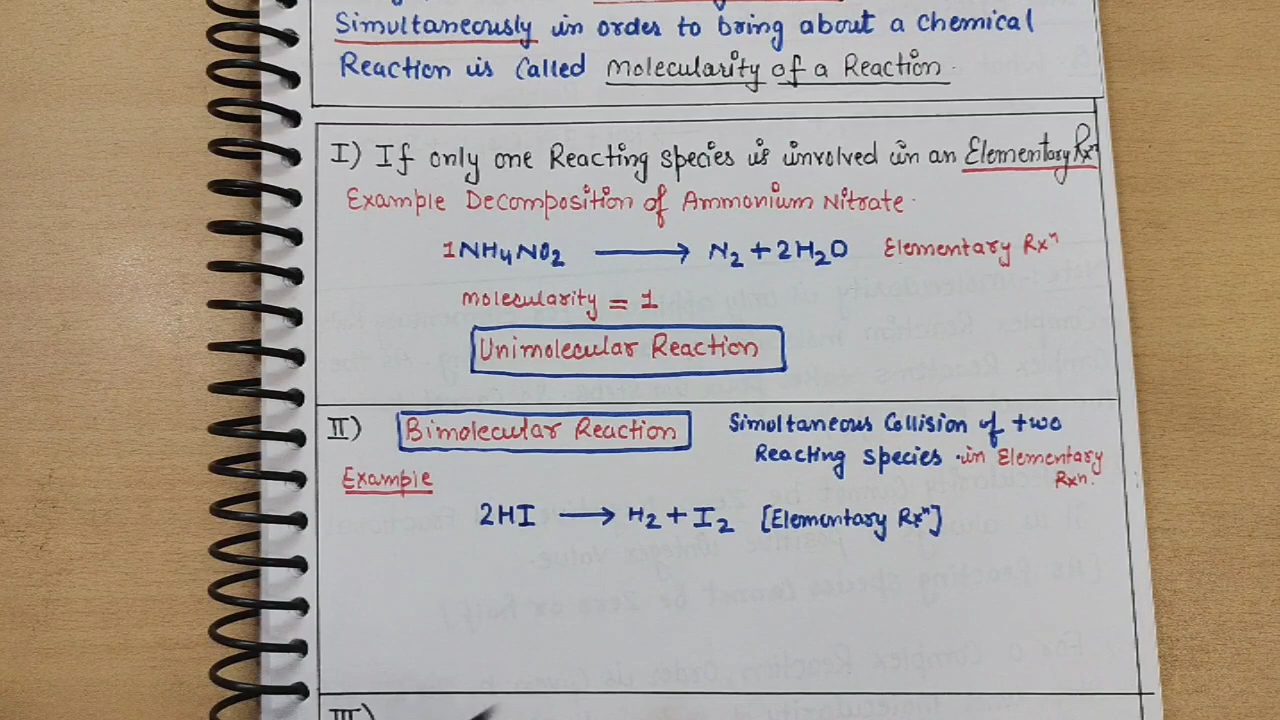 Simultaneously in order to bring about a chemical
Reaction is Called molecularity of a Reaction.
I) If only one Reacting species is involved in an Elementary Rxⁿ
Example Decomposition of Ammonium Nitrate.
1NH₄NO₂ ⟶ N₂ + 2H₂O Elementary Rxⁿ
molecularity = 1
Unimolecular Reaction
II) Bimolecular Reaction Simultaneous Collision of two
Reacting species in Elementary
Rxn.
Example
2HI ⟶ H₂ + I₂ [Elementary Rxⁿ]
III)